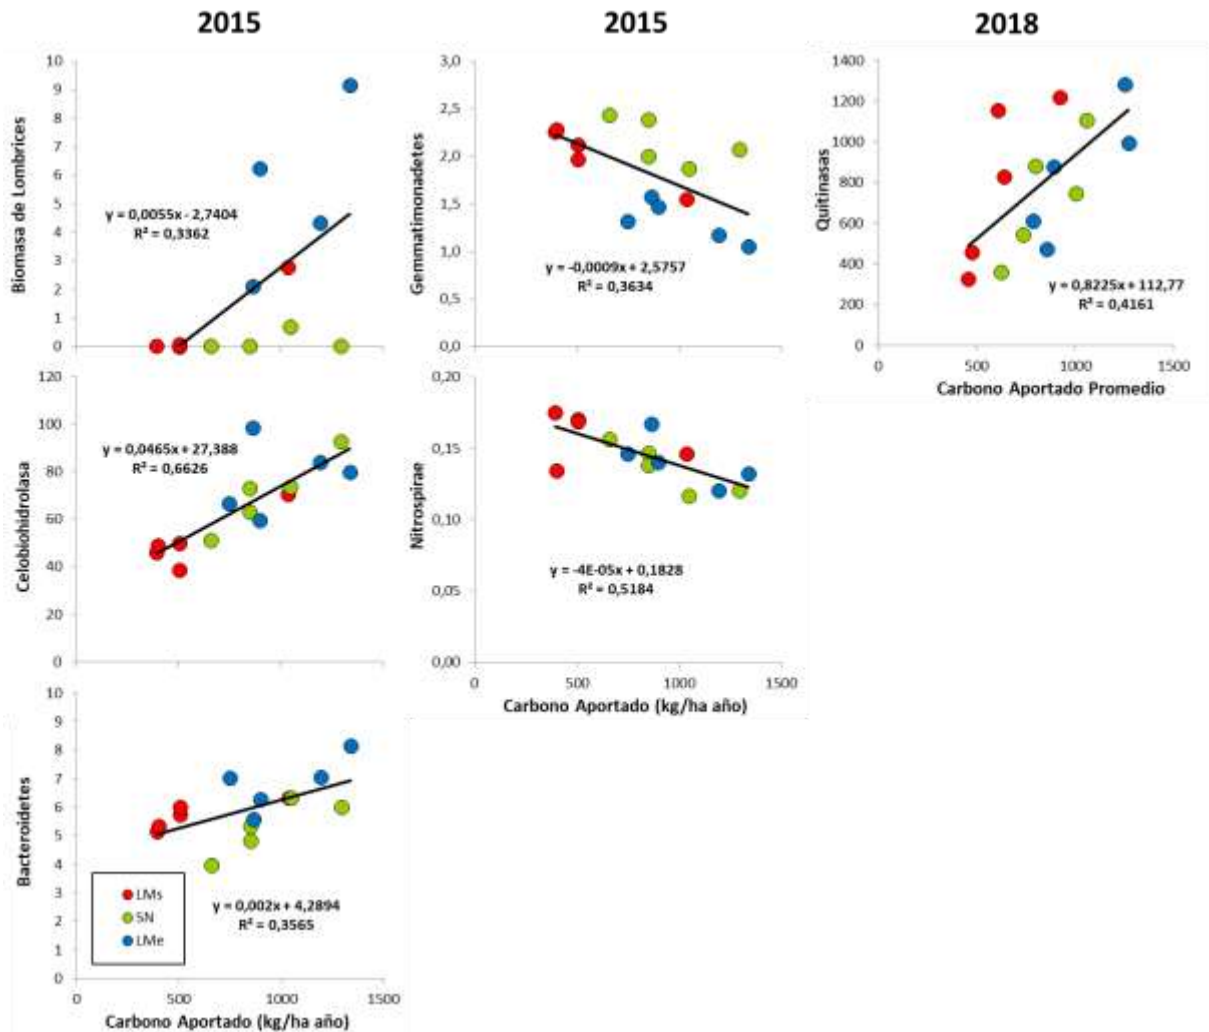 2015
2015
2018
Biomasa de Lombrices
10
9
8
7
6
5
4
3
2
1
0
y = 0,0055x - 2,7404
R² = 0,3362
Gemmatimonadetes
3,0
2,5
2,0
1,5
1,0
0,5
0,0
y = -0,0009x + 2,5757
R² = 0,3634
Quitinasas
1400
1200
1000
800
600
400
200
0
y = 0,8225x + 112,77
R² = 0,4161
0 500 1000 1500
Carbono Aportado Promedio
Celobiohidrolasa
120
100
80
60
40
20
0
y = 0,0465x + 27,388
R² = 0,6626
Nitrospirae
0,20
0,15
0,10
0,05
0,00
y = -4E-05x + 0,1828
R² = 0,5184
0 500 1000 1500
Carbono Aportado (kg/ha año)
Bacteroidetes
10
9
8
7
6
5
4
3
2
1
0
LMs
SN
LMe
y = 0,002x + 4,2894
R² = 0,3565
0 500 1000 1500
Carbono Aportado (kg/ha año)